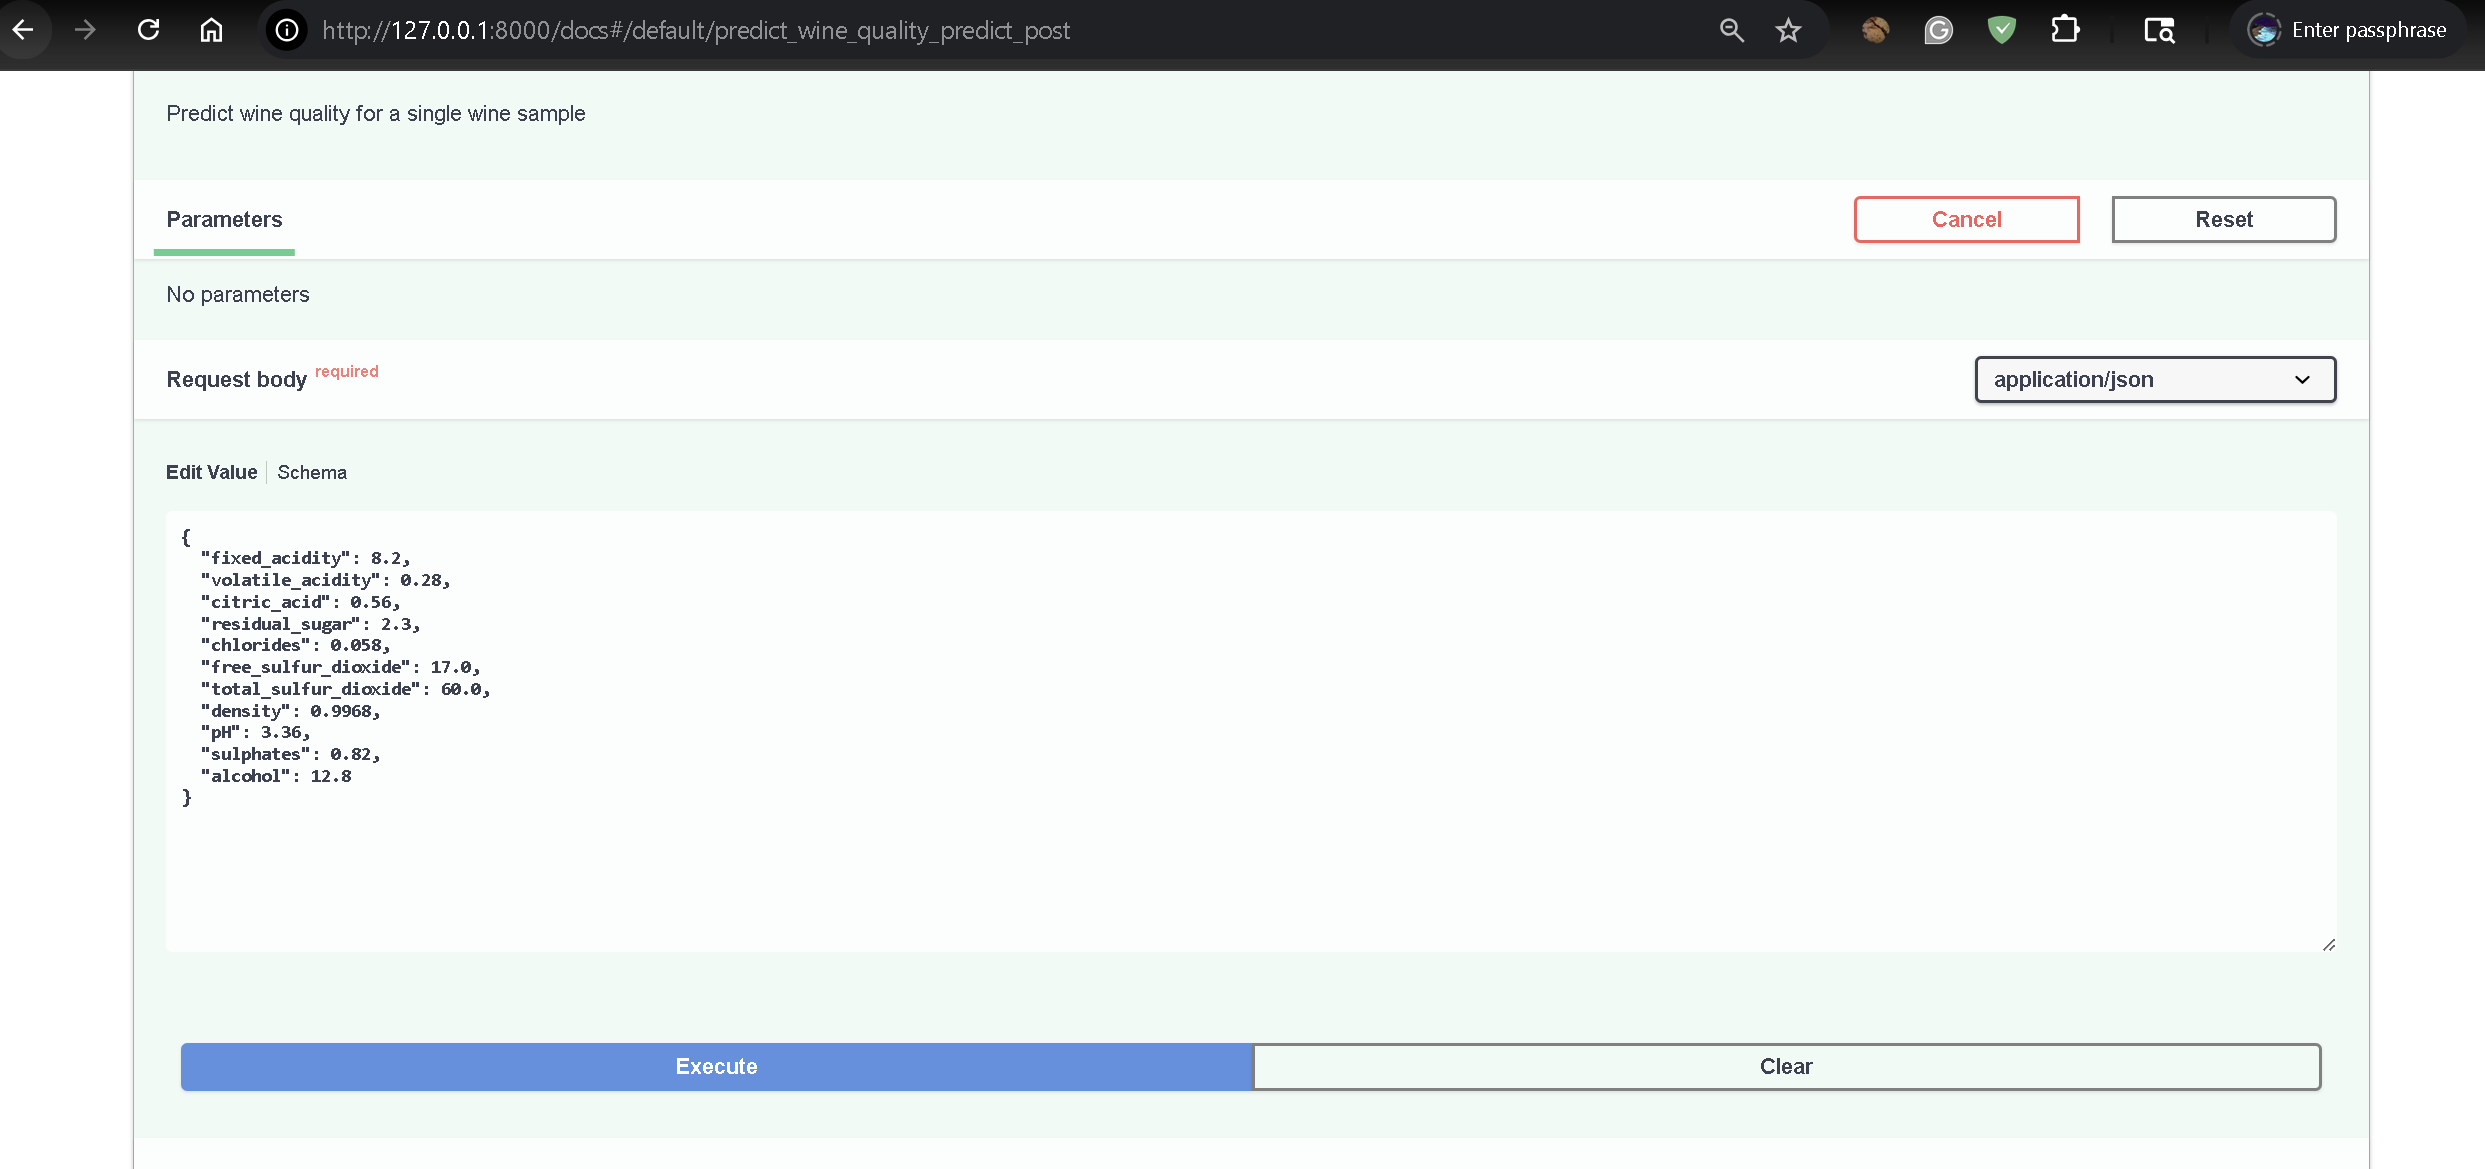 http://127.0.0.1:8000/docs#/default/predict_wine_quality_predict_post
Enter passphrase
Predict wine quality for a single wine sample
Parameters
Cancel
Reset
No parameters
Request body required
application/json
Edit Value
Schema
{
  "fixed_acidity": 8.2,
  "volatile_acidity": 0.28,
  "citric_acid": 0.56,
  "residual_sugar": 2.3,
  "chlorides": 0.058,
  "free_sulfur_dioxide": 17.0,
  "total_sulfur_dioxide": 60.0,
  "density": 0.9968,
  "pH": 3.36,
  "sulphates": 0.82,
  "alcohol": 12.8
}
Execute
Clear